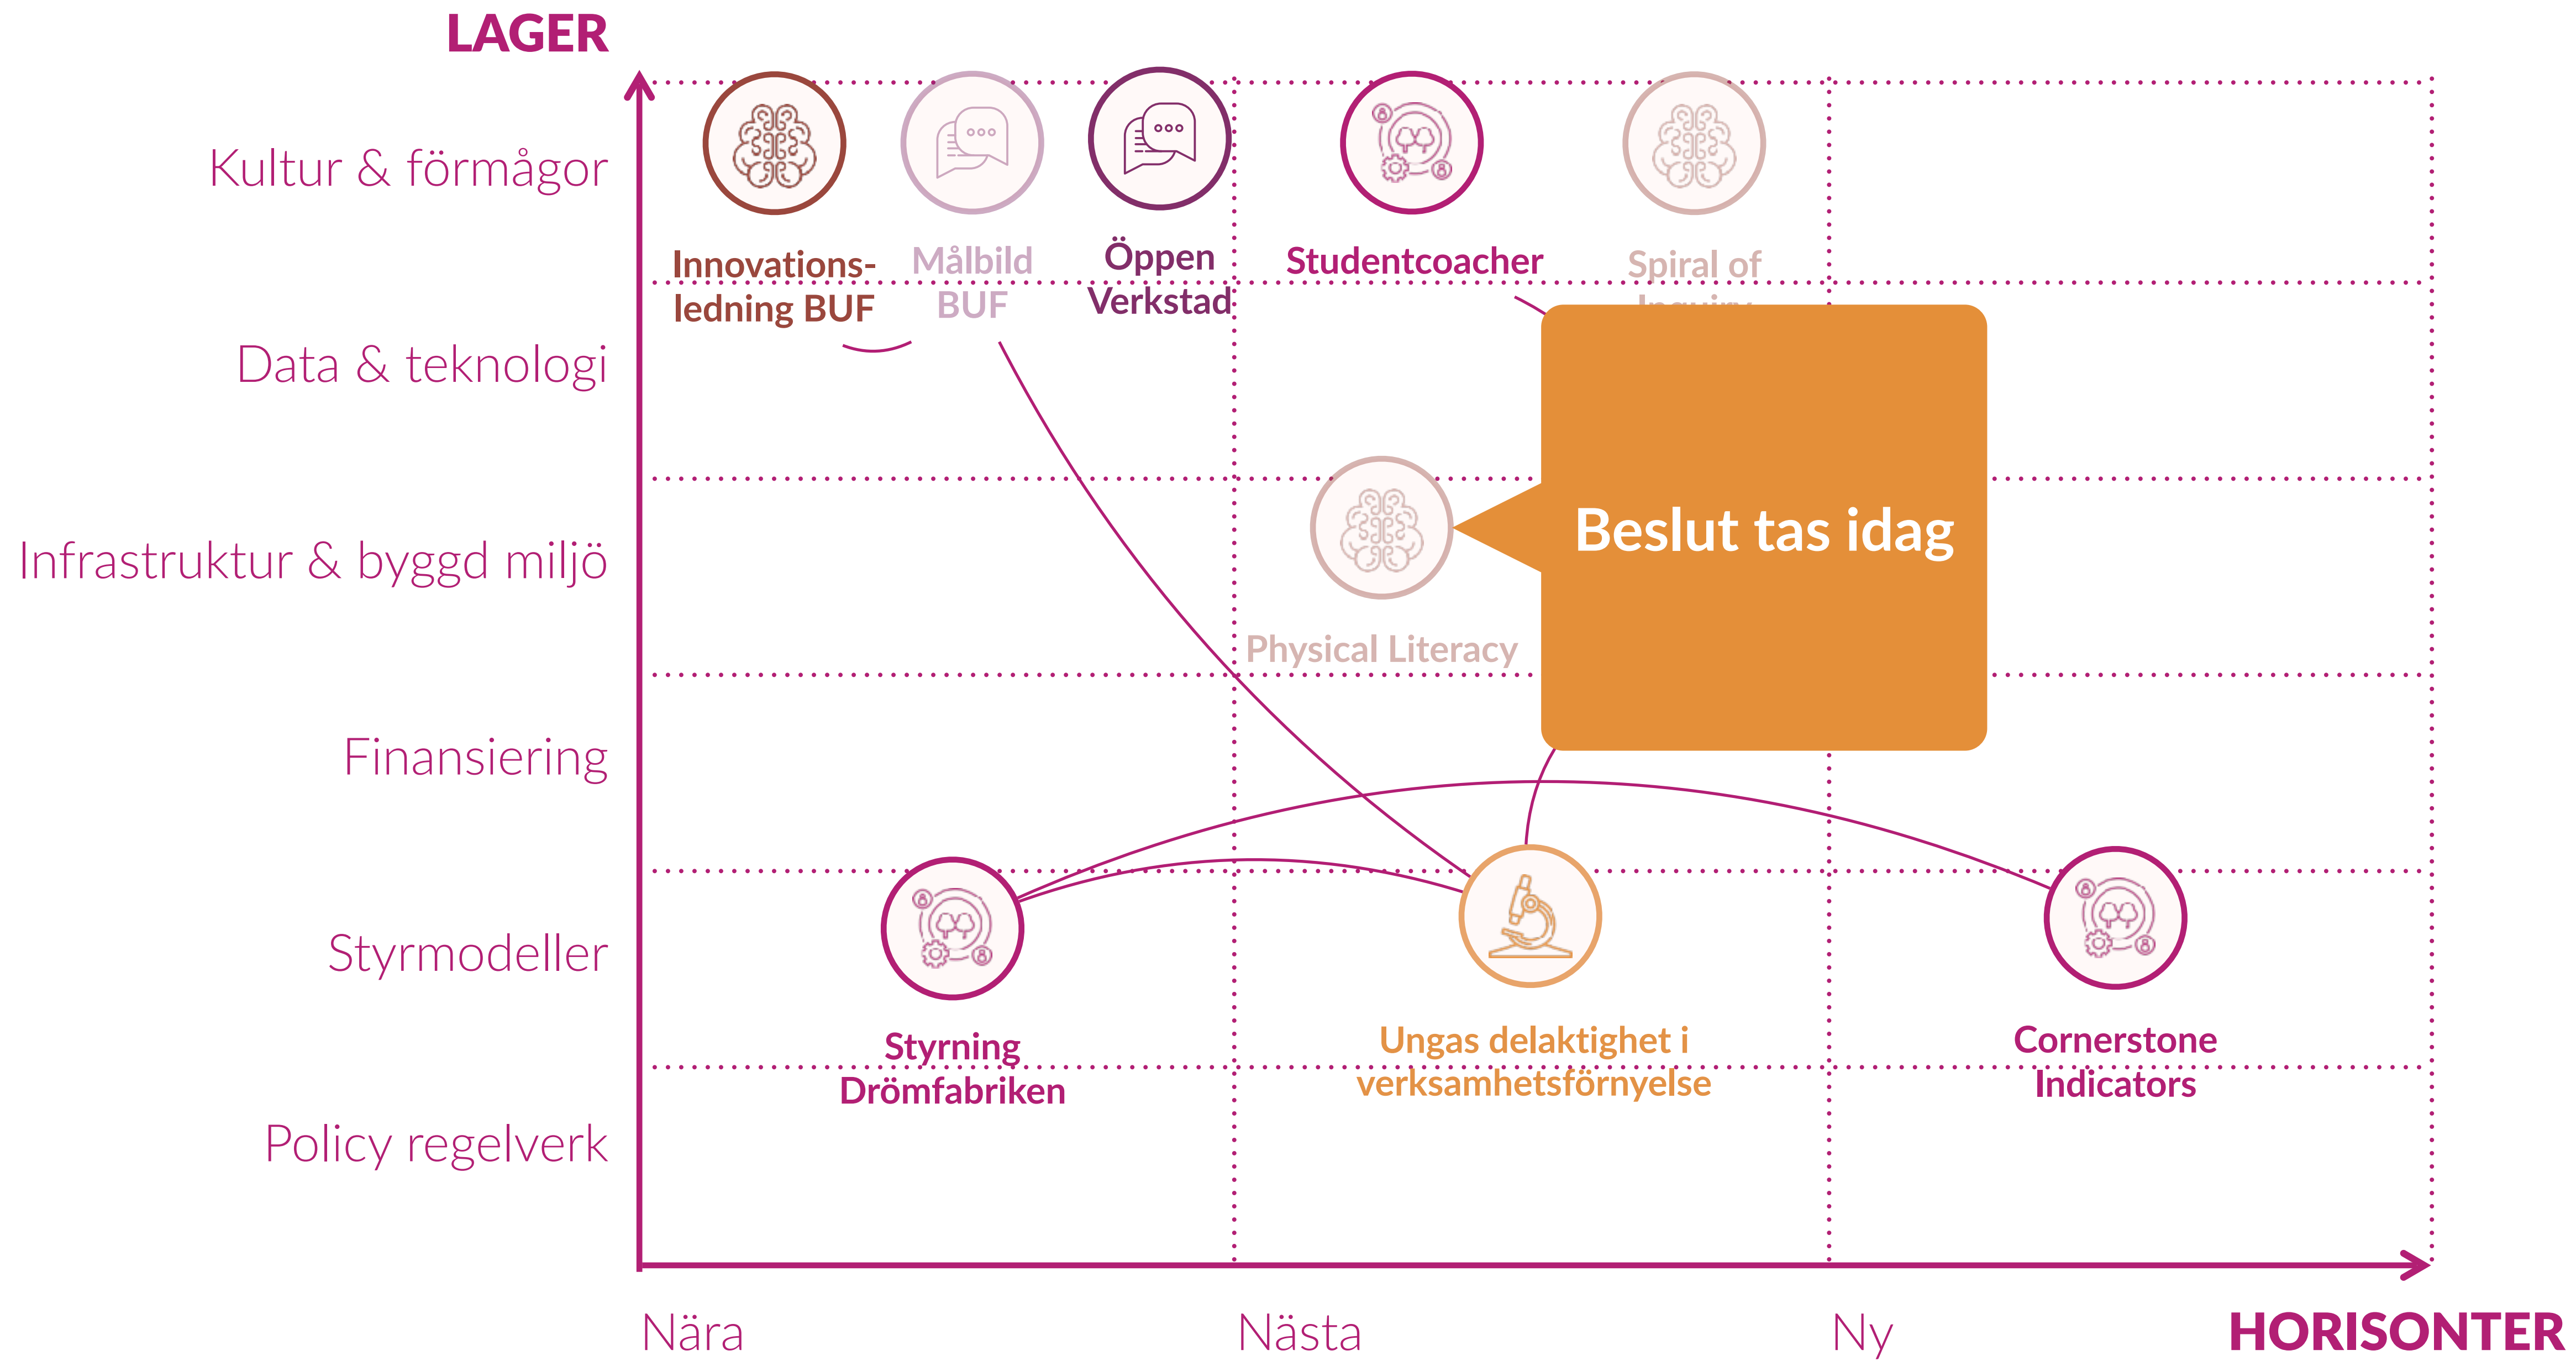 LAGER
Kultur & förmågor
Data & teknologi
Infrastruktur & byggd miljö
Finansiering
Styrmodeller
Policy regelverk
Innovations-
ledning BUF
Målbild
BUF
Öppen
Verkstad
Studentcoacher
Spiral of
Physical Literacy
Beslut tas idag
Styrning
Drömfabriken
Ungas delaktighet i
verksamhetsförnyelse
Cornerstone
Indicators
Nära
Nästa
Ny
HORISONTER